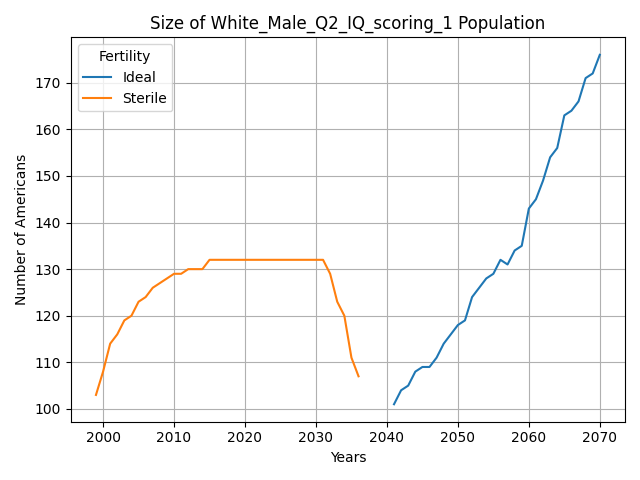 Size of White_Male_Q2_IQ_scoring_1 Population
Fertility
Ideal
Sterile
Number of Americans
170
160
150
140
130
120
110
100
2000 2010 2020 2030 2040 2050 2060 2070
Years